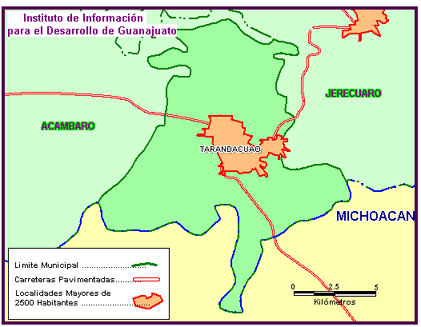 Instituto de Información
para el Desarrollo de Guanajuato
JERECUARO
ACAMBARO
TARANDACUAO
MICHOACAN
Limite Municipal
Carreteras Pavimentadas
Localidades Mayores de
2500 Habitantes
0 2.5 5
Kilómetros